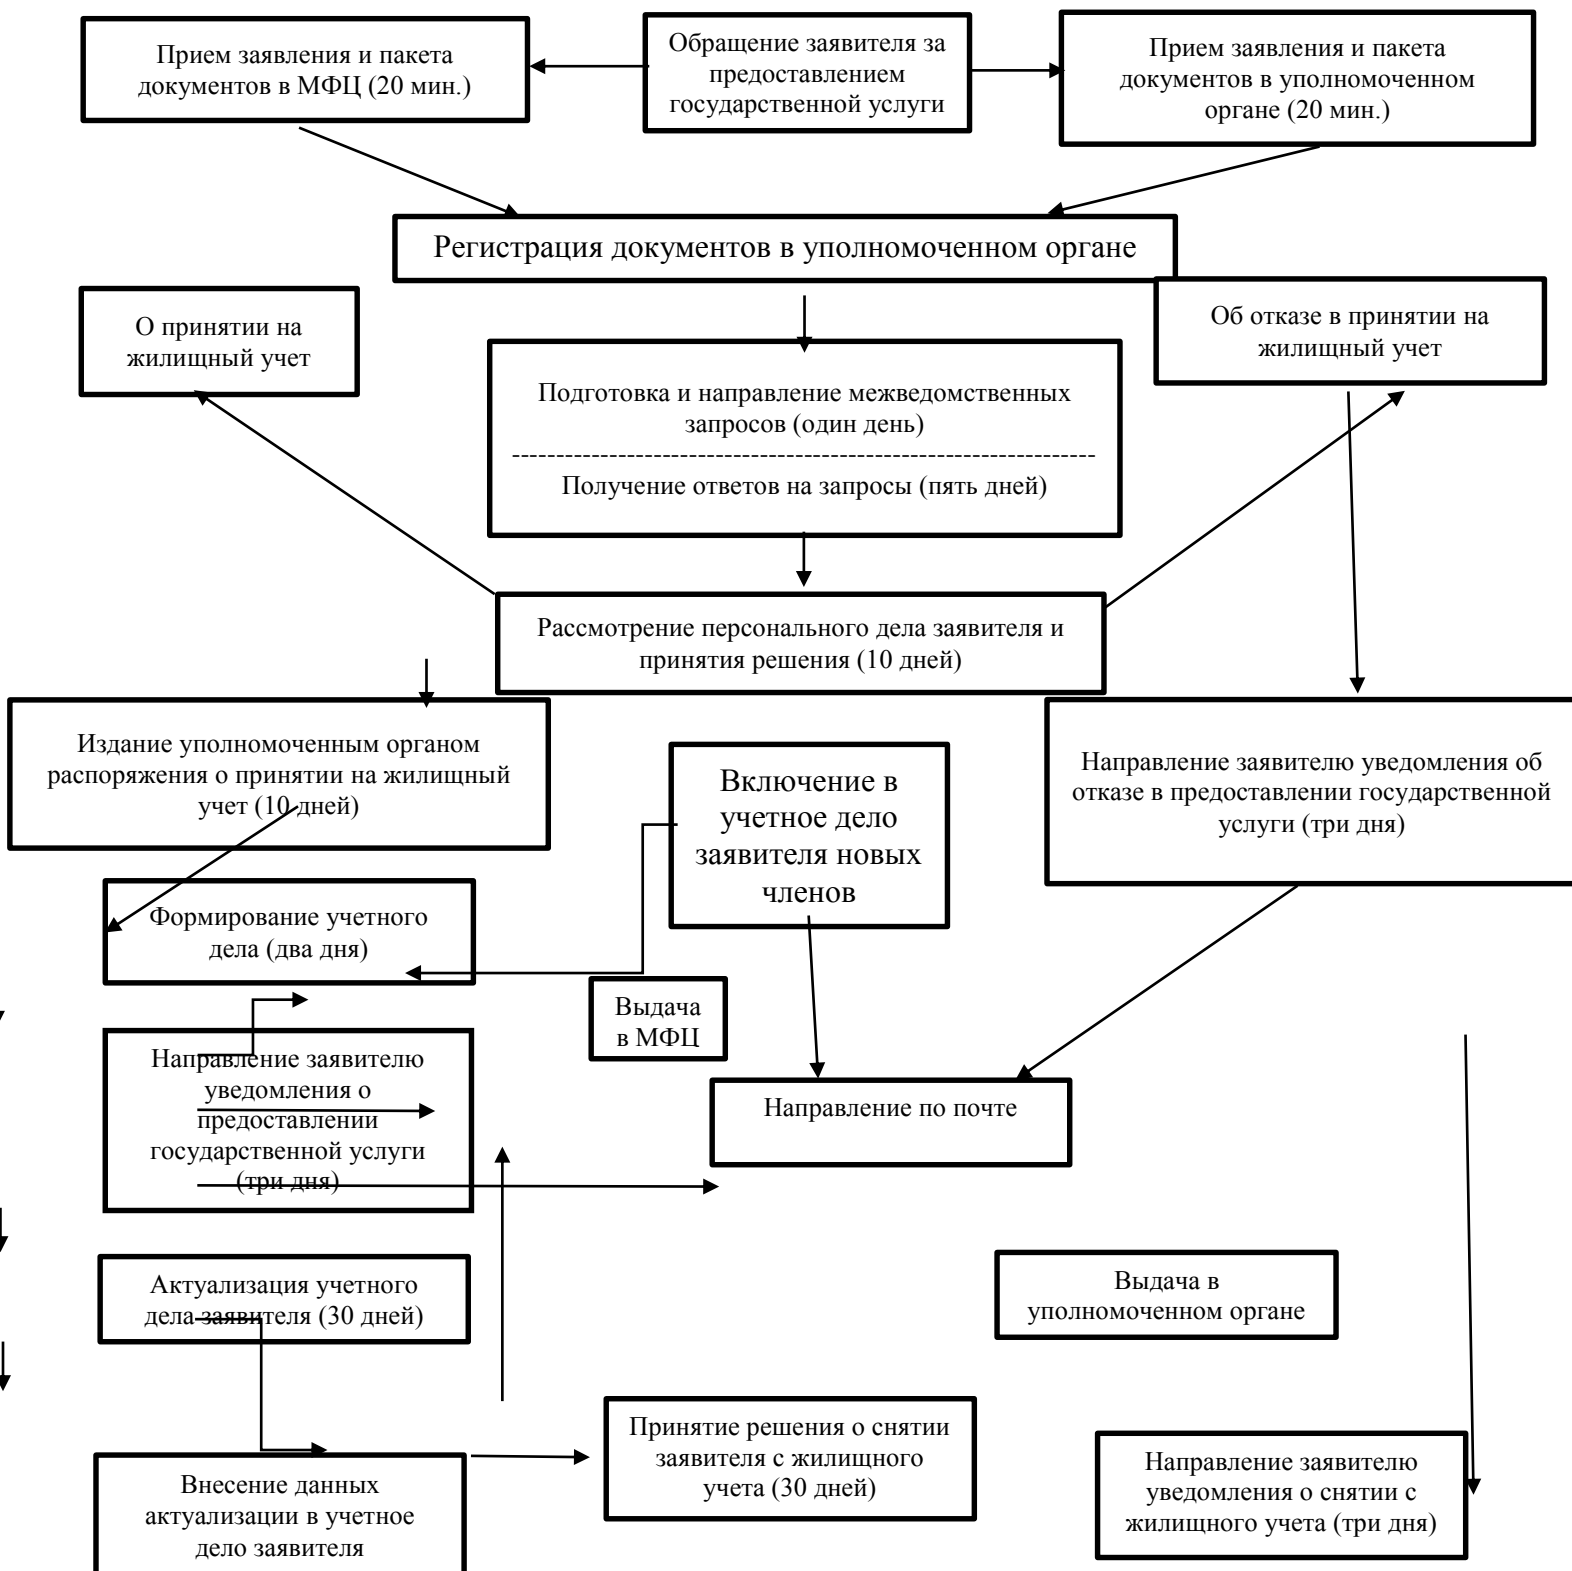 Прием заявления и пакета
документов в МФЦ (20 мин.)
Обращение заявителя за
предоставлением
государственной услуги
Прием заявления и пакета
документов в уполномоченном
органе (20 мин.)
Регистрация документов в уполномоченном органе
О принятии на
жилищный учет
Об отказе в принятии на
жилищный учет
Подготовка и направление межведомственных
запросов (один день)
------------------------------------------------------------------
Получение ответов на запросы (пять дней)
Рассмотрение персонального дела заявителя и
принятия решения (10 дней)
Издание уполномоченным органом
распоряжения о принятии на жилищный
учет (10 дней)
Включение в
учетное дело
заявителя новых
членов
Направление заявителю уведомления об
отказе в предоставлении государственной
услуги (три дня)
Формирование учетного
дела (два дня)
Выдача
в МФЦ
Направление заявителю
уведомления о
предоставлении
государственной услуги
(три дня)
Направление по почте
Актуализация учетного
дела заявителя (30 дней)
Выдача в
уполномоченном органе
Принятие решения о снятии
заявителя с жилищного
учета (30 дней)
Направление заявителю
уведомления о снятии с
жилищного учета (три дня)
Внесение данных
актуализации в учетное
дело заявителя